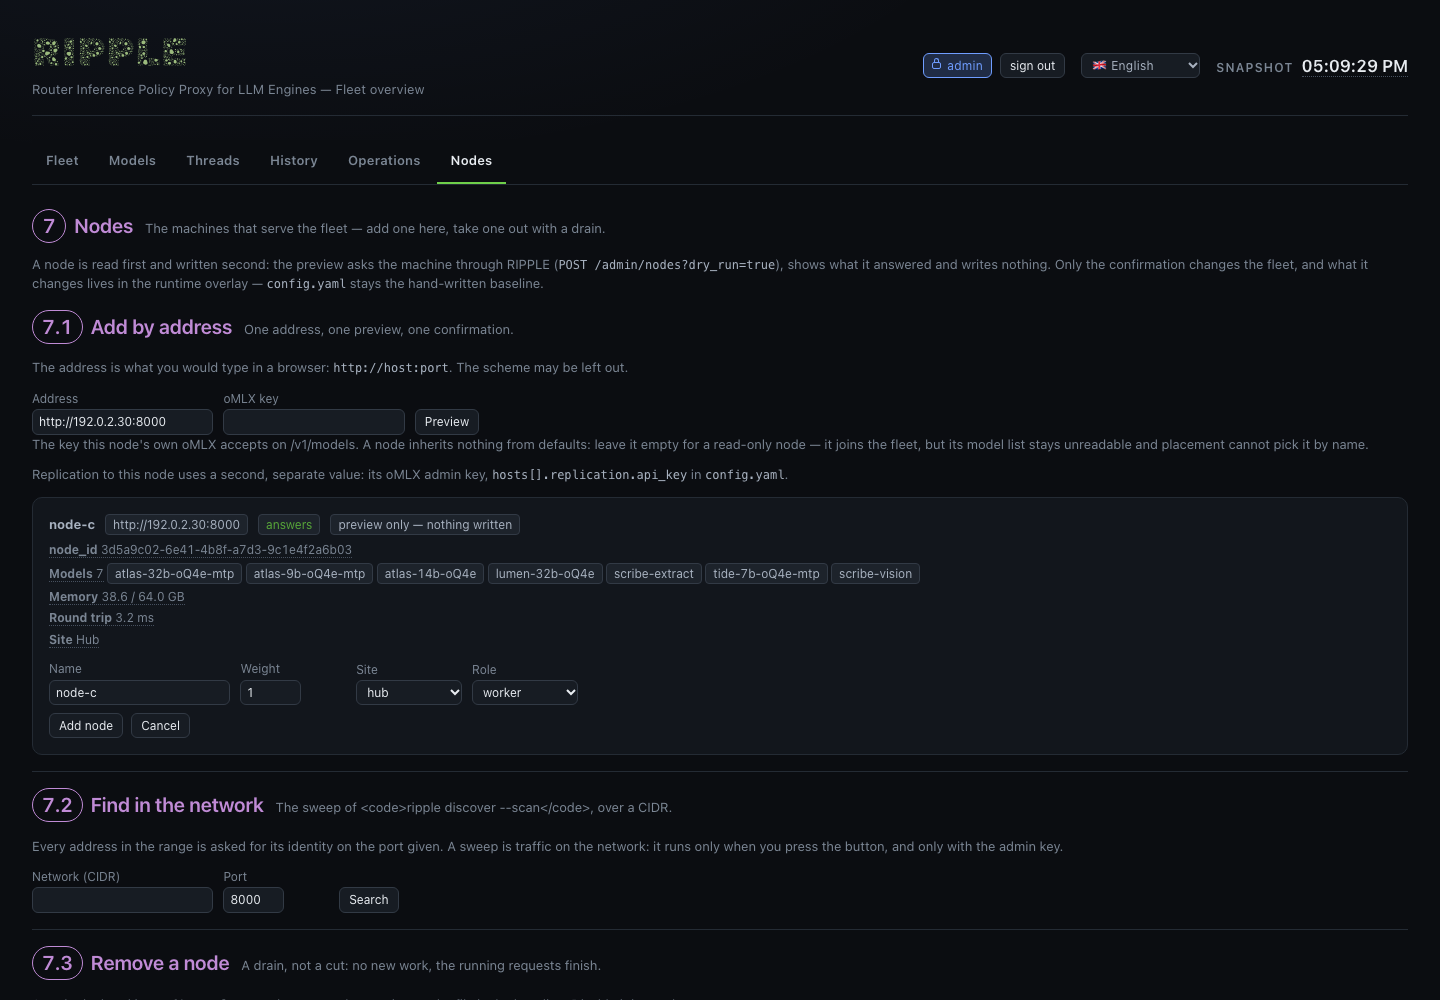 RIPPLE
Router Inference Policy Proxy for LLM Engines — Fleet overview
admin
sign out
🇬🇧 English
SNAPSHOT 05:09:29 PM
Fleet Models Threads History Operations Nodes
7 Nodes The machines that serve the fleet — add one here, take one out with a drain.
A node is read first and written second: the preview asks the machine through RIPPLE (POST /admin/nodes?dry_run=true), shows what it answered and writes nothing. Only the confirmation changes the fleet, and what it
changes lives in the runtime overlay — config.yaml stays the hand-written baseline.
7.1 Add by address One address, one preview, one confirmation.
The address is what you would type in a browser: http://host:port. The scheme may be left out.
Address oMLX key
http://192.0.2.30:8000 Preview
The key this node's own oMLX accepts on /v1/models. A node inherits nothing from defaults: leave it empty for a read-only node — it joins the fleet, but its model list stays unreadable and placement cannot pick it by name.
Replication to this node uses a second, separate value: its oMLX admin key, hosts[].replication.api_key in config.yaml.
node-c http://192.0.2.30:8000 answers preview only — nothing written
node_id 3d5a9c02-6e41-4b8f-a7d3-9c1e4f2a6b03
Models 7 atlas-32b-oQ4e-mtp atlas-9b-oQ4e-mtp atlas-14b-oQ4e lumen-32b-oQ4e scribe-extract tide-7b-oQ4e-mtp scribe-vision
Memory 38.6 / 64.0 GB
Round trip 3.2 ms
Site Hub
Name Weight Site Role
node-c 1 hub worker
Add node Cancel
7.2 Find in the network The sweep of <code>ripple discover --scan</code>, over a CIDR.
Every address in the range is asked for its identity on the port given. A sweep is traffic on the network: it runs only when you press the button, and only with the admin key.
Network (CIDR) Port
8000 Search
7.3 Remove a node A drain, not a cut: no new work, the running requests finish.